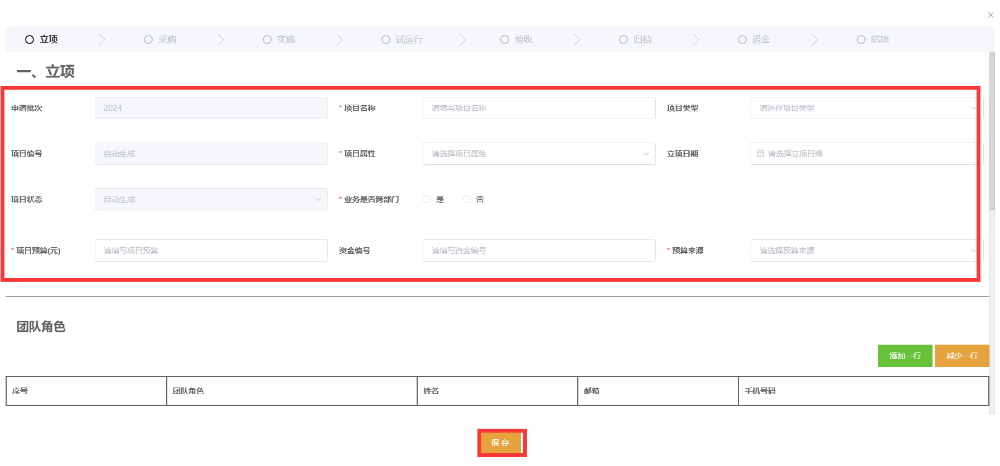 立项 采购 实施 试运行 验收 归档 退金 结项
一、立项
申请批次 2024 * 项目名称 请填写项目名称 项目类型 请选择项目类型
项目编号 自动生成 * 项目属性 请选择项目属性 立项日期 请选择立项日期
项目状态 自动生成 * 业务是否跨部门 是 否
* 项目预算(元) 请填写项目预算 资金编号 请填写资金编号 * 预算来源 请选择预算来源
团队角色
添加一行 减少一行
序号 团队角色 姓名 邮箱 手机号码
保 存